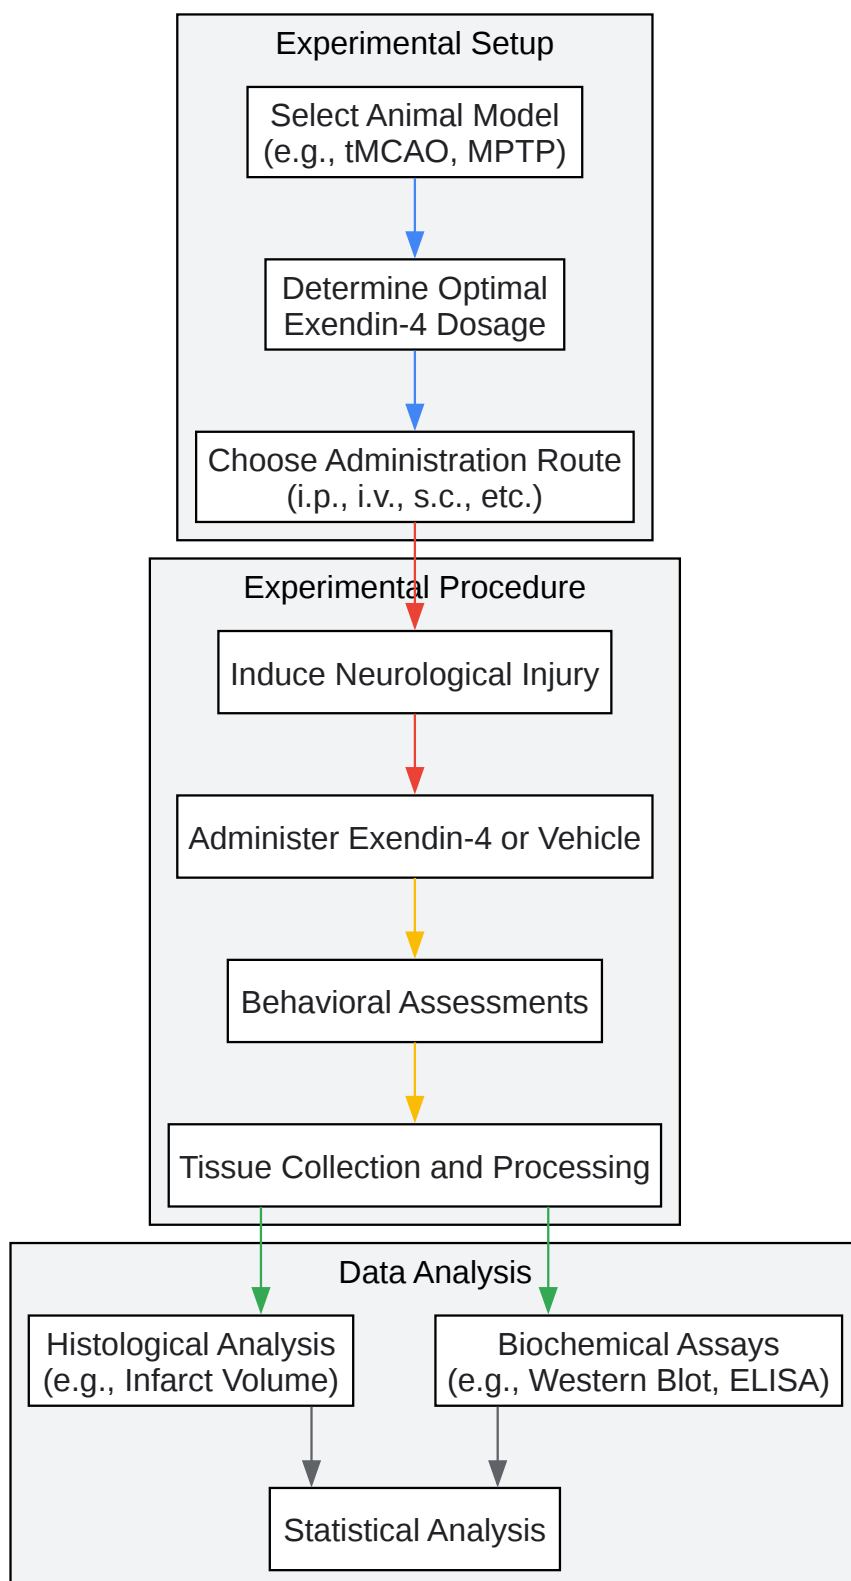 Experimental Setup
Select Animal Model
(e.g., tMCAO, MPTP)
Determine Optimal
Exendin-4 Dosage
Choose Administration Route
(i.p., i.v., s.c., etc.)
Experimental Procedure
Induce Neurological Injury
Administer Exendin-4 or Vehicle
Behavioral Assessments
Tissue Collection and Processing
Data Analysis
Histological Analysis
(e.g., Infarct Volume)
Biochemical Assays
(e.g., Western Blot, ELISA)
Statistical Analysis